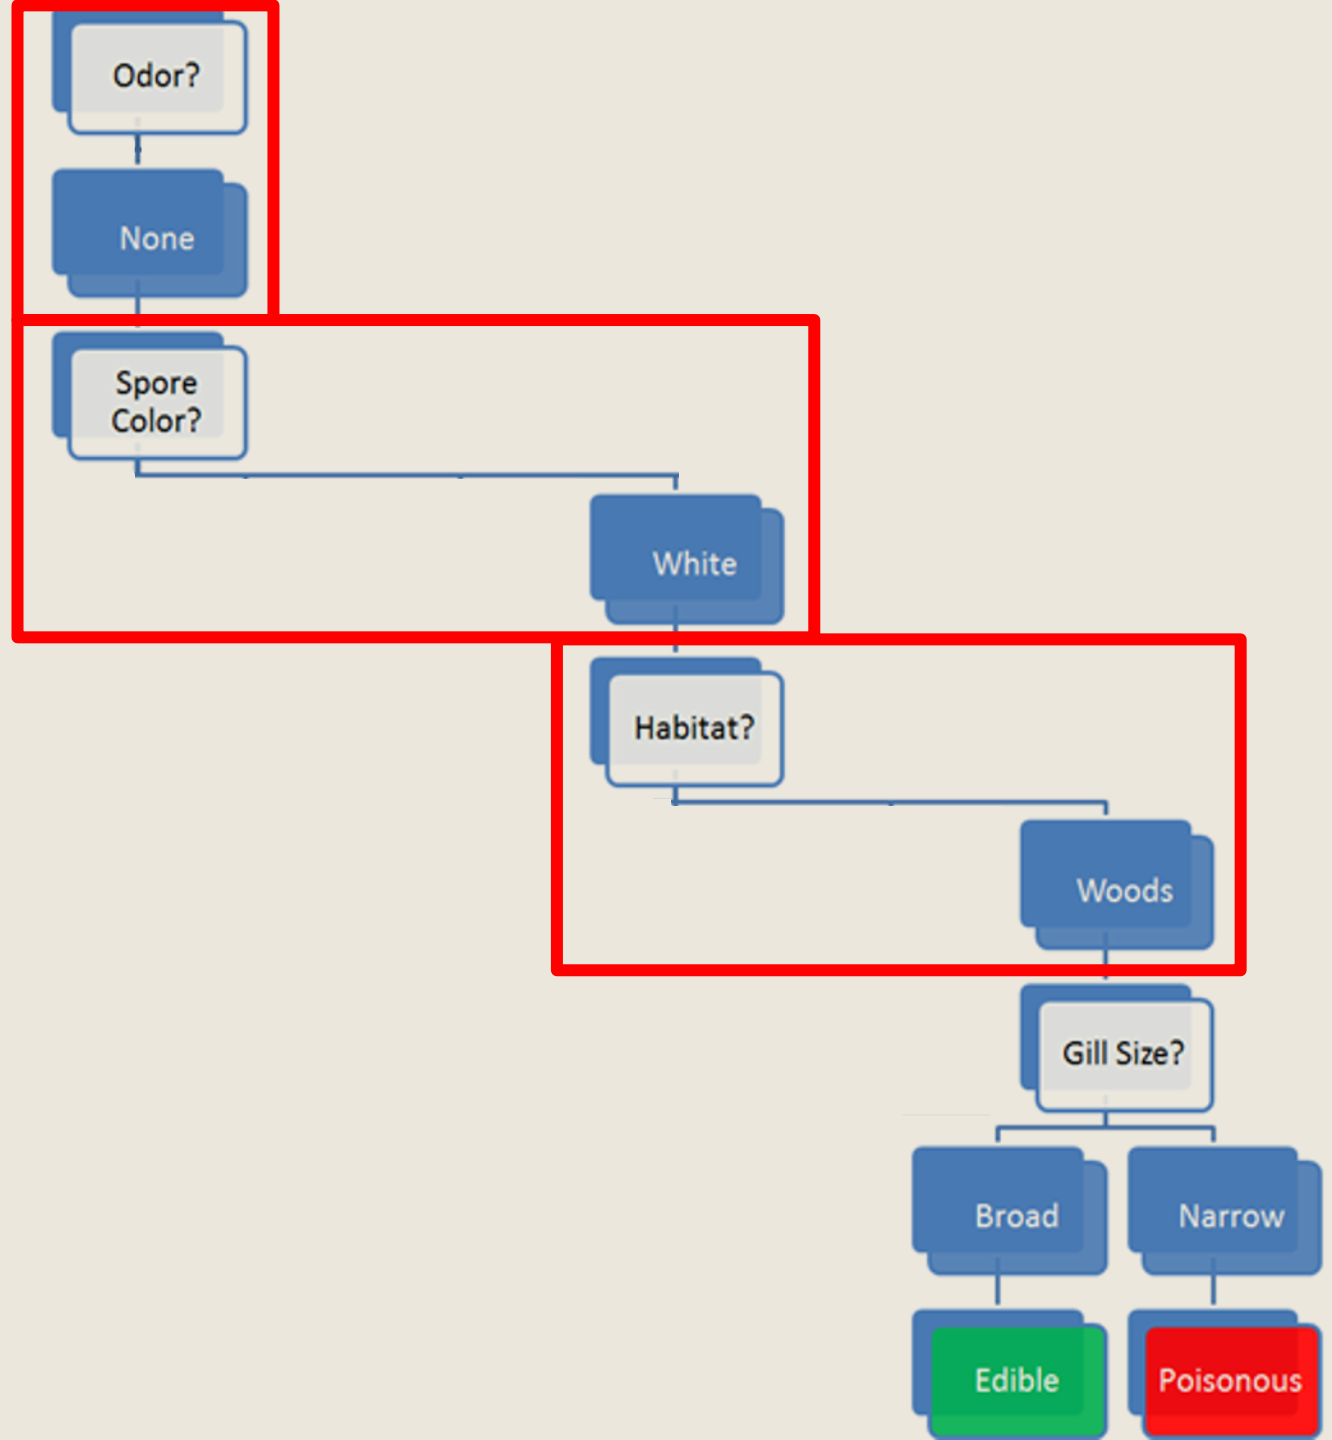 Odor?
None
Spore
Color?
White
Habitat?
Woods
Gill Size?
Broad
Narrow
Edible
Poisonous